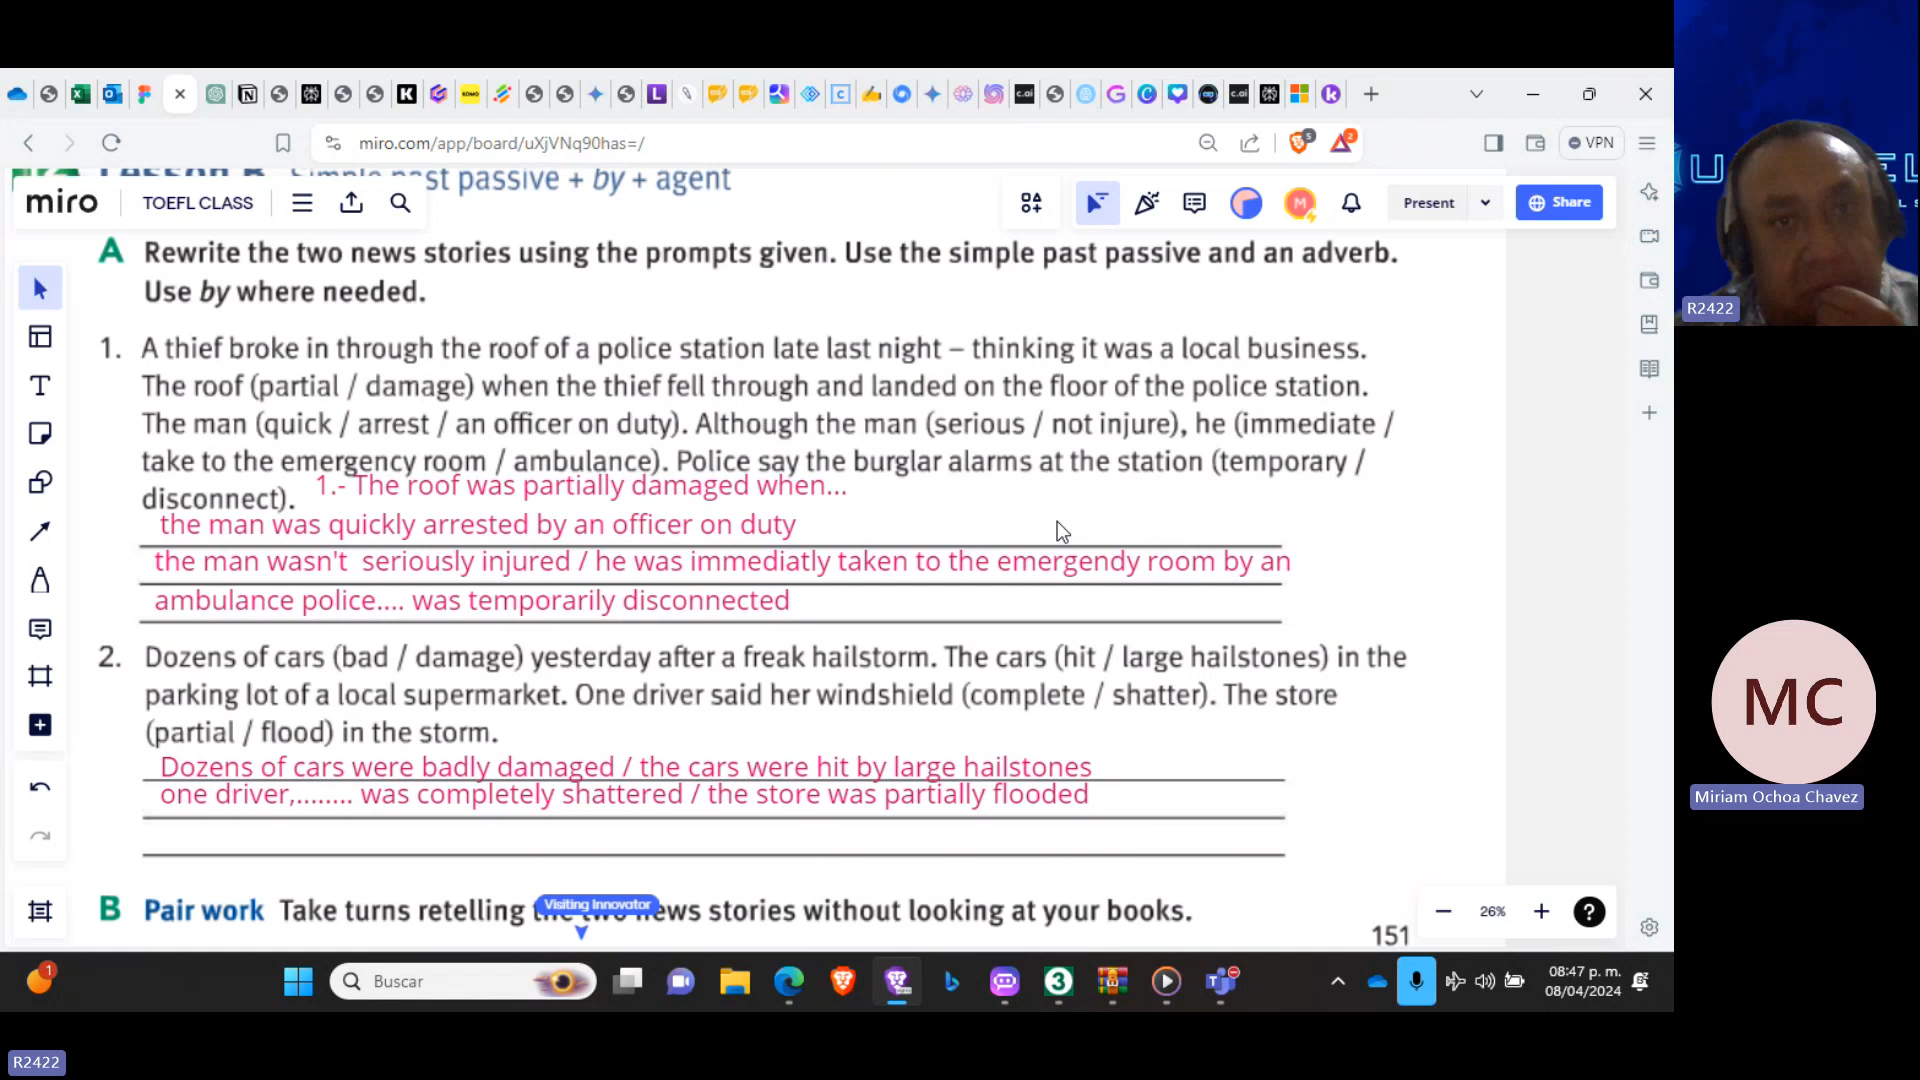 miro.com/app/board/uXjVNq90has=/
VPN
Simple past passive + by + agent
miro
TOEFL CLASS
Present
Share
A Rewrite the two news stories using the prompts given. Use the simple past passive and an adverb.
Use by where needed.
1. A thief broke in through the roof of a police station late last night – thinking it was a local business.
The roof (partial / damage) when the thief fell through and landed on the floor of the police station.
The man (quick / arrest / an officer on duty). Although the man (serious / not injure), he (immediate /
take to the emergency room / ambulance). Police say the burglar alarms at the station (temporary /
disconnect).
1.- The roof was partially damaged when...
the man was quickly arrested by an officer on duty
the man wasn't seriously injured / he was immediatly taken to the emergendy room by an
ambulance police.... was temporarily disconnected
2. Dozens of cars (bad / damage) yesterday after a freak hailstorm. The cars (hit / large hailstones) in the
parking lot of a local supermarket. One driver said her windshield (complete / shatter). The store
(partial / flood) in the storm.
Dozens of cars were badly damaged / the cars were hit by large hailstones
one driver,........ was completely shattered / the store was partially flooded
B Pair work Take turns retelling the two news stories without looking at your books.
Visiting Innovator
151
26%
Buscar
08:47 p. m.
08/04/2024
R2422
MC
Miriam Ochoa Chavez
R2422